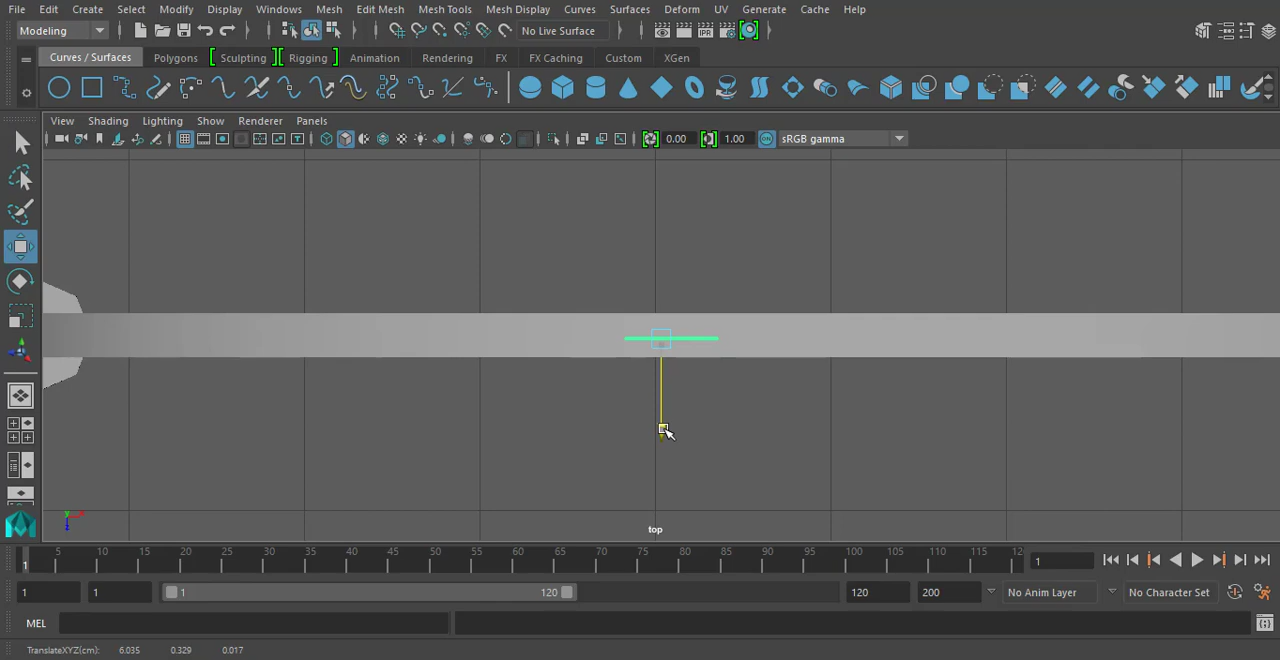 File Edit Create Select Modify Display Windows Mesh Edit Mesh Mesh Tools Mesh Display Curves Surfaces Deform UV Generate Cache Help
Modeling No Live Surface
Curves / Surfaces Polygons Sculpting Rigging Animation Rendering FX FX Caching Custom XGen
View Shading Lighting Show Renderer Panels
0.00 1.00 ON sRGB gamma
top
5 10 15 20 25 30 35 40 45 50 55 60 65 70 75 80 85 90 95 100 105 110 115 12
1 1
1 1 1 120 120 200 No Anim Layer No Character Set
MEL
TranslateXYZ(cm): 6.035 0.329 0.017